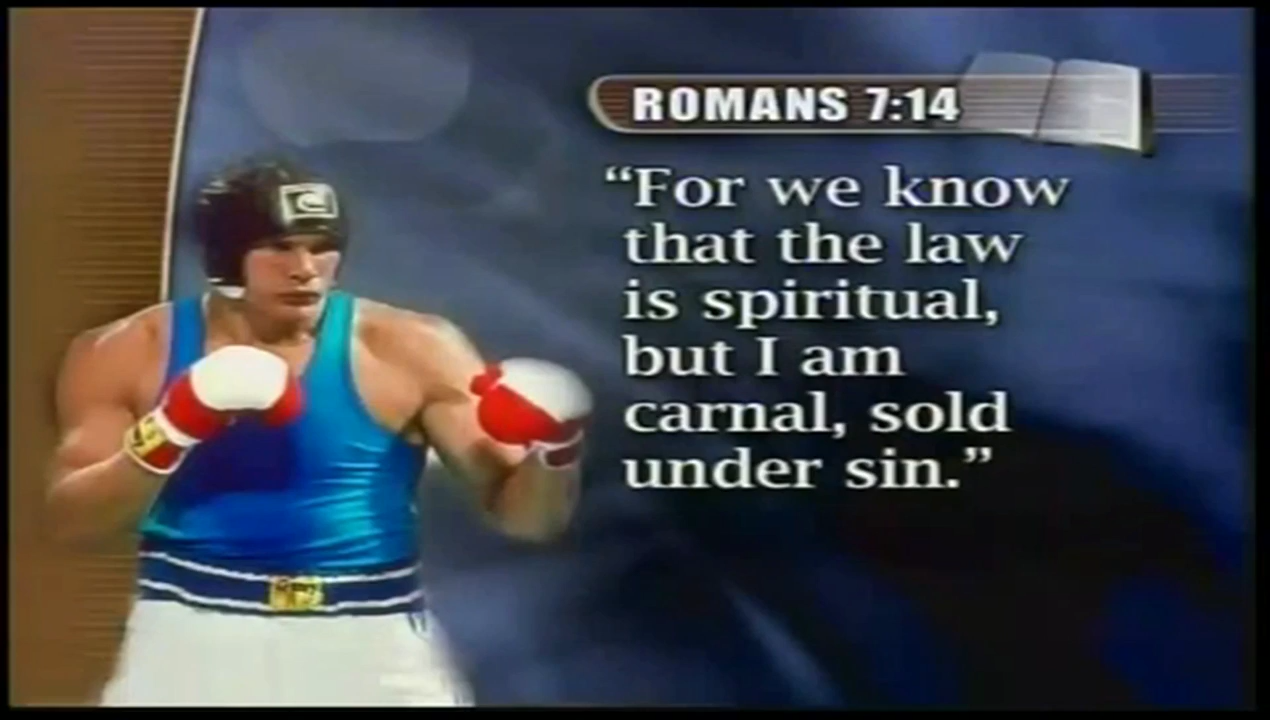 ROMANS 7:14
“For we know
that the law
is spiritual,
but I am
carnal, sold
under sin.”